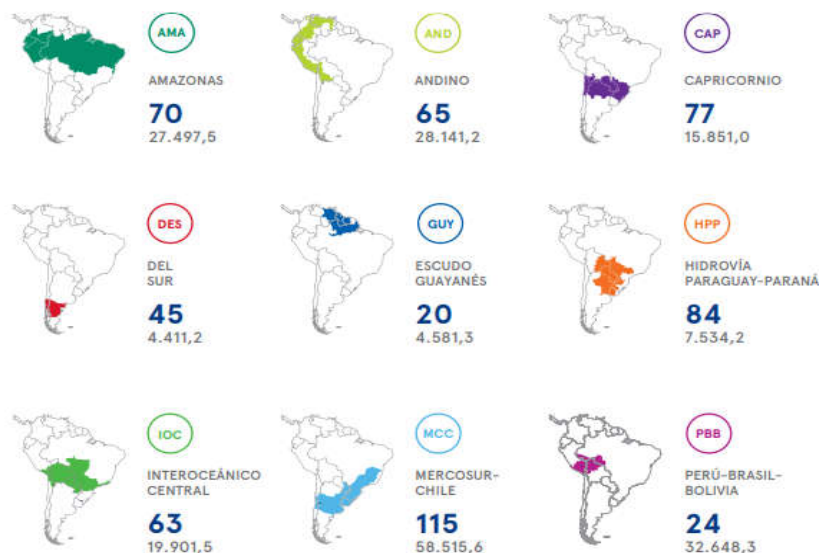 AMA
AMAZONAS
70
27.497,5
AND
ANDINO
65
28.141,2
CAP
CAPRICORNIO
77
15.851,0
DES
DEL
SUR
45
4.411,2
GUY
ESCUDO
GUAYANÉS
20
4.581,3
HPP
HIDROVÍA
PARAGUAY-PARANÁ
84
7.534,2
IOC
INTEROCEÁNICO
CENTRAL
63
19.901,5
MCC
MERCOSUR-
CHILE
115
58.515,6
PBB
PERÚ-BRASIL-
BOLIVIA
24
32.648,3